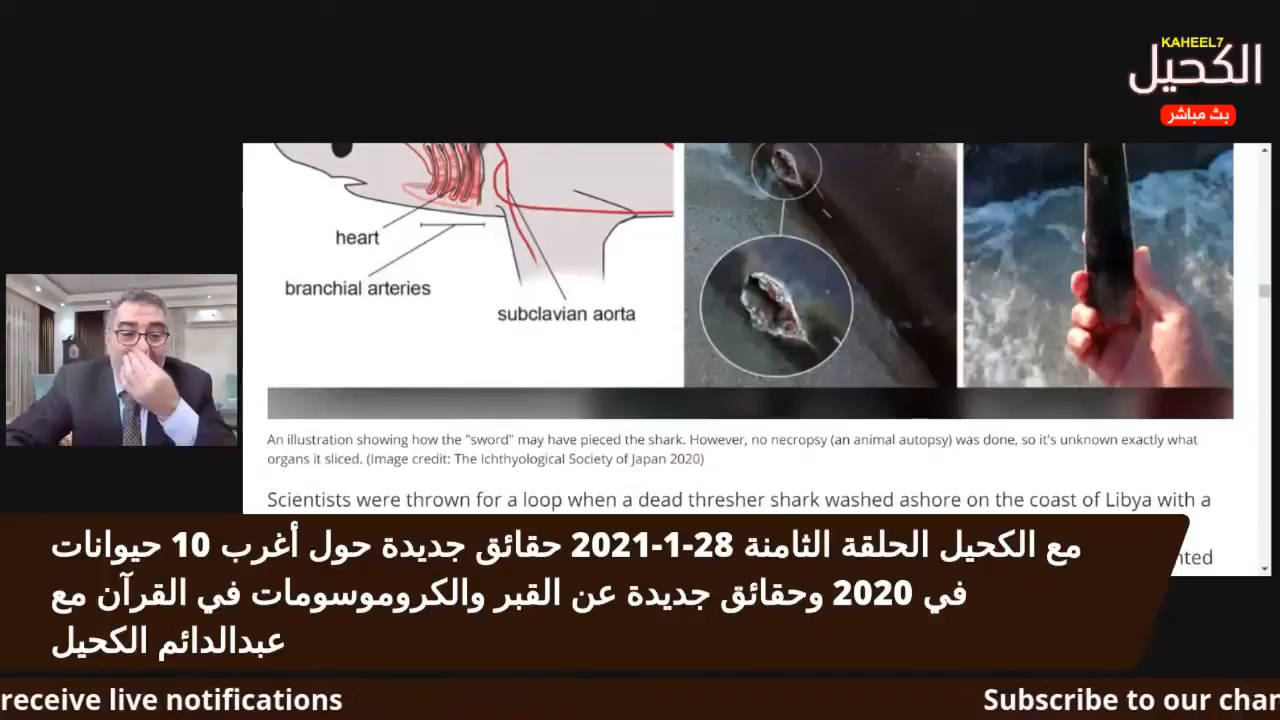 KAHEEL7
الكحيل
بث مباشر
heart
branchial arteries
subclavian aorta
An illustration showing how the "sword" may have pieced the shark. However, no necropsy (an animal autopsy) was done, so it's unknown exactly what
organs it sliced. (Image credit: The Ichthyological Society of Japan 2020)
Scientists were thrown for a loop when a dead thresher shark washed ashore on the coast of Libya with a
مع الكحيل الحلقة الثامنة 28-1-2021 حقائق جديدة حول أغرب 10 حيوانات
في 2020 وحقائق جديدة عن القبر والكروموسومات في القرآن مع
عبدالدائم الكحيل
receive live notifications
Subscribe to our